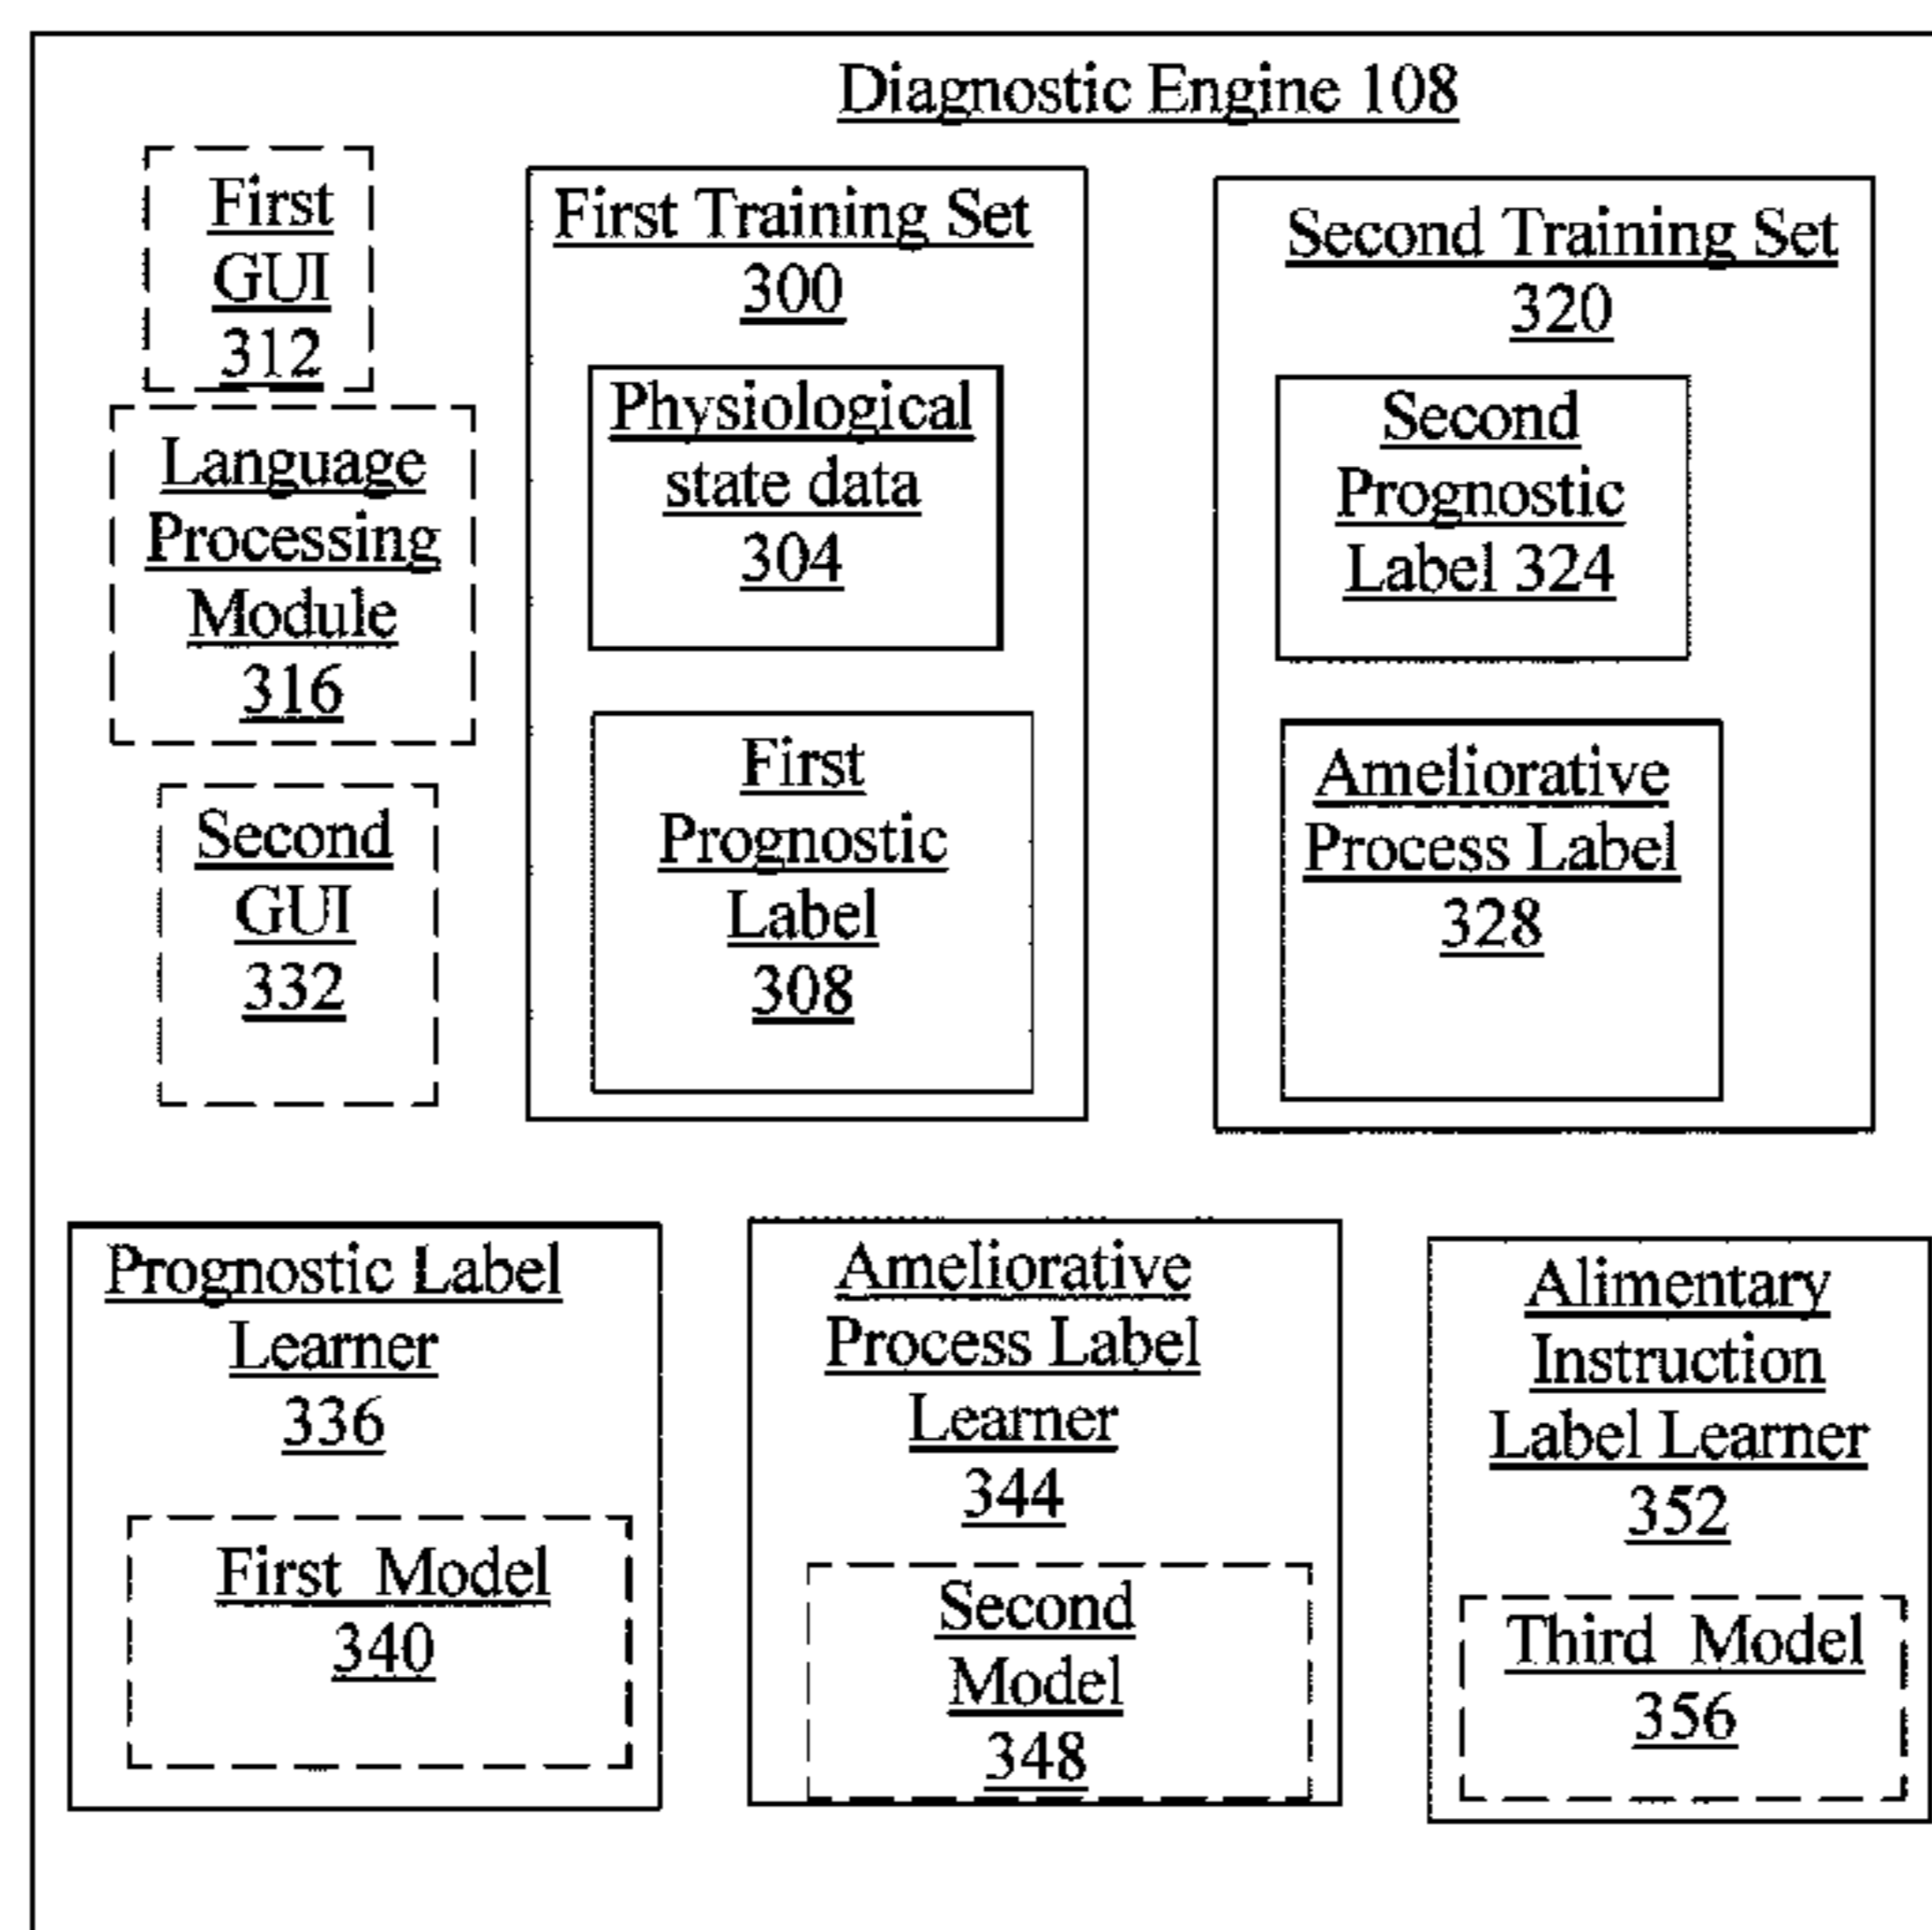 Diagnostic Engine 108
First
GUI
312
Language
Processing
Module
316
Second
GUI
332
First Training Set
300
Physiological
state data
304
First
Prognostic
Label
308
Second Training Set
320
Second
Prognostic
Label 324
Ameliorative
Process Label
328
Prognostic Label
Learner
336
First Model
340
Ameliorative
Process Label
Learner
344
Second
Model
348
Alimentary
Instruction
Label Learner
352
Third Model
356